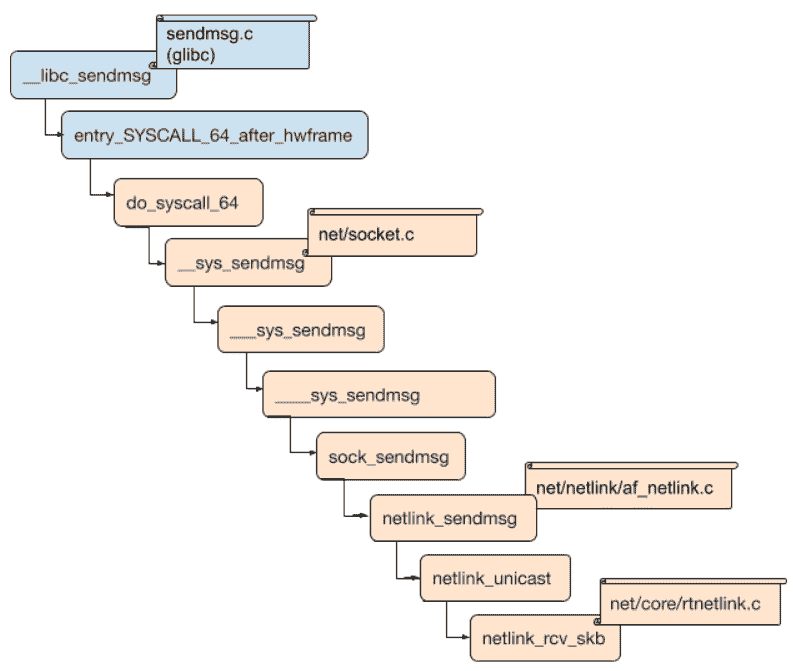 sendmsg.c
(glibc)
__libc_sendmsg
entry_SYSCALL_64_after_hwframe
do_syscall_64
net/socket.c
__sys_sendmsg
___sys_sendmsg
____sys_sendmsg
sock_sendmsg
net/netlink/af_netlink.c
netlink_sendmsg
netlink_unicast
net/core/rtnetlink.c
netlink_rcv_skb